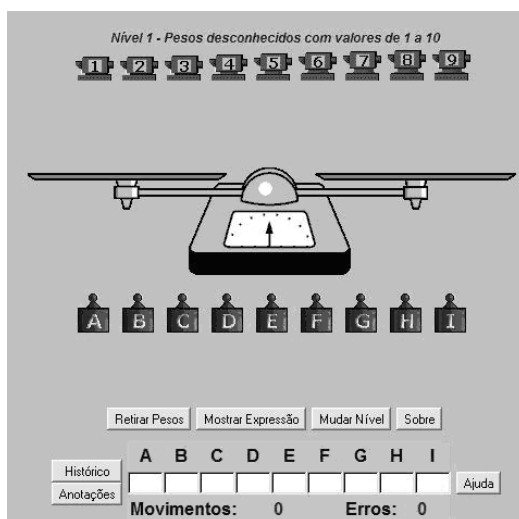 Nível 1 - Pesos desconhecidos com valores de 1 a 10
1 2 3 4 5 6 7 8 9
A B C D E F G H I
Retirar Pesos Mostrar Expressão Mudar Nível Sobre
A B C D E F G H I
Histórico
Ajuda
Anotações
Movimentos: 0 Erros: 0